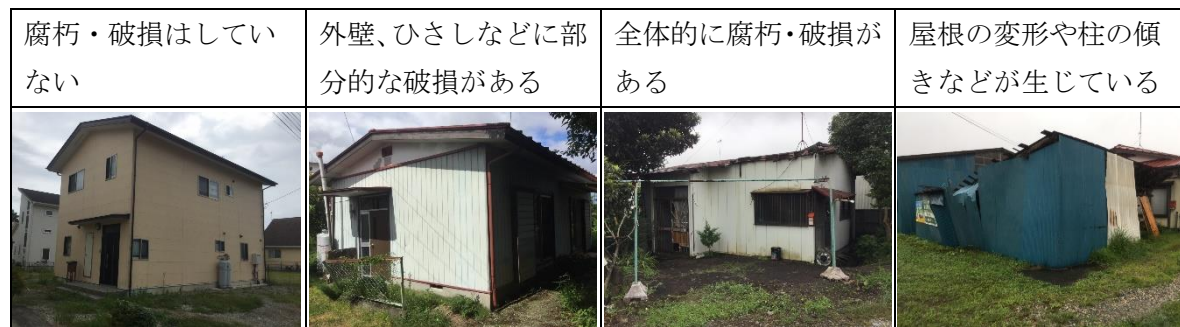 腐朽・破損はしてい
ない
外壁、ひさしなどに部
分的な破損がある
全体的に腐朽・破損が
ある
屋根の変形や柱の傾
きなどが生じている